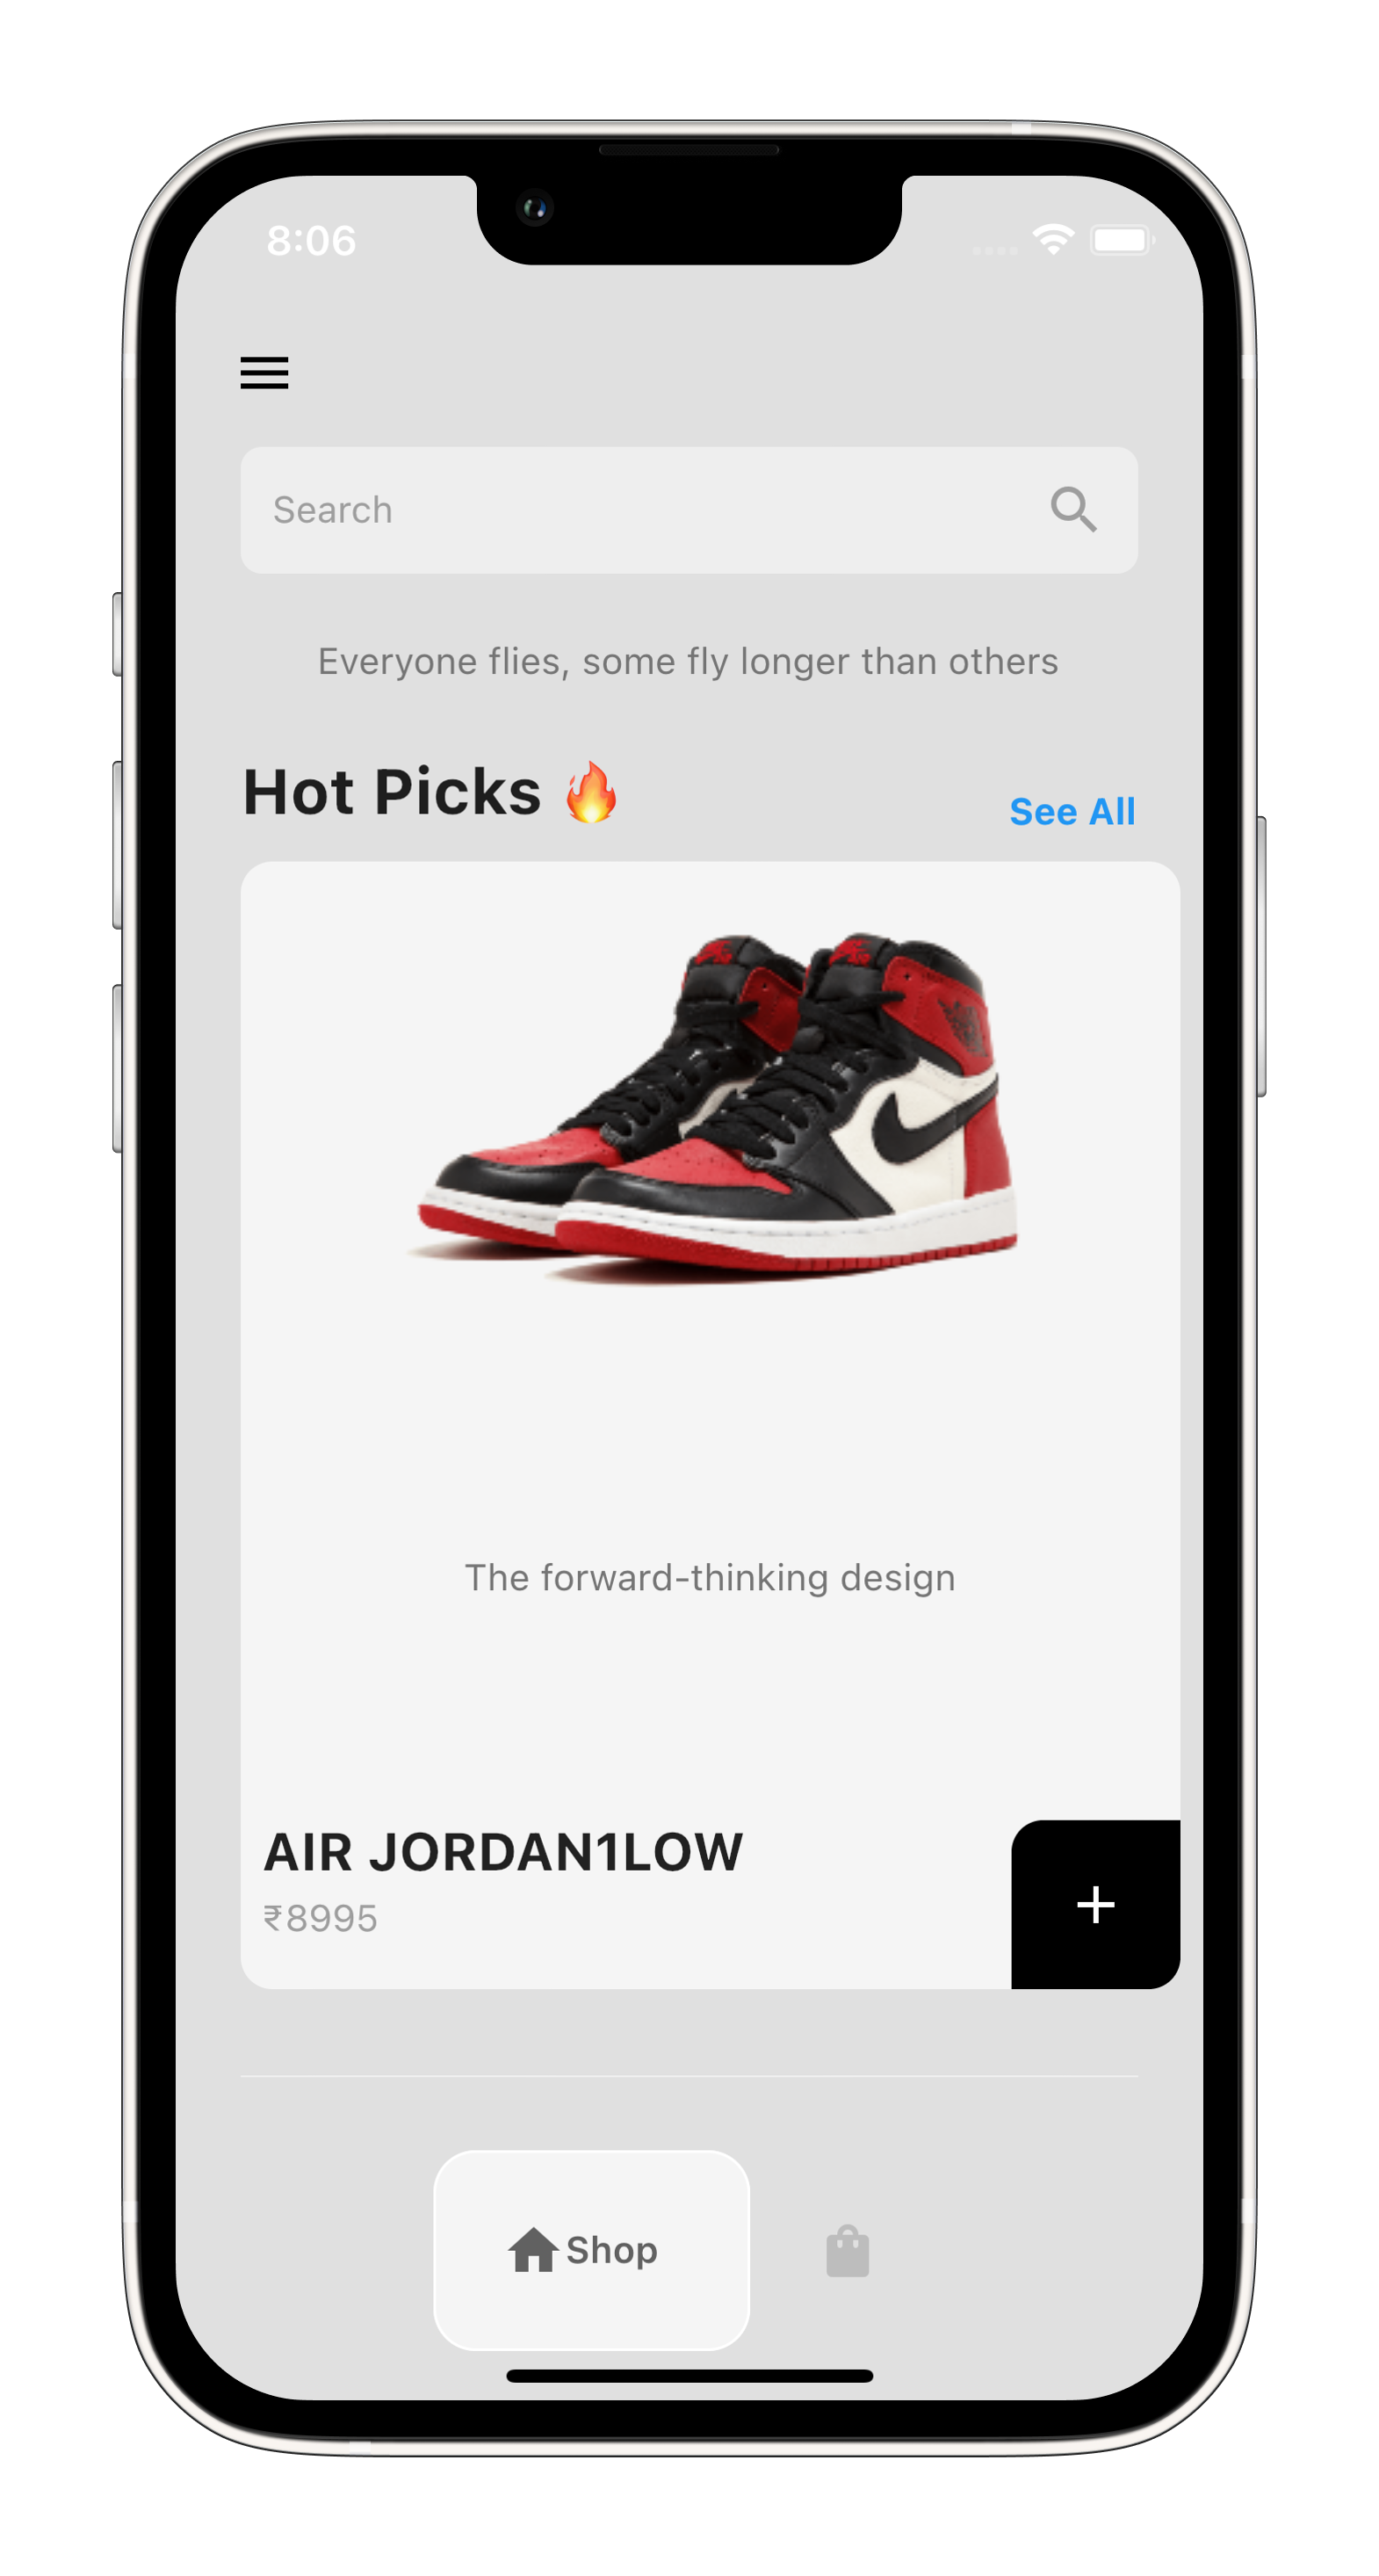 8:06
Search
Everyone flies, some fly longer than others
Hot Picks 🔥
See All
The forward-thinking design
AIR JORDAN1LOW
₹8995
Shop